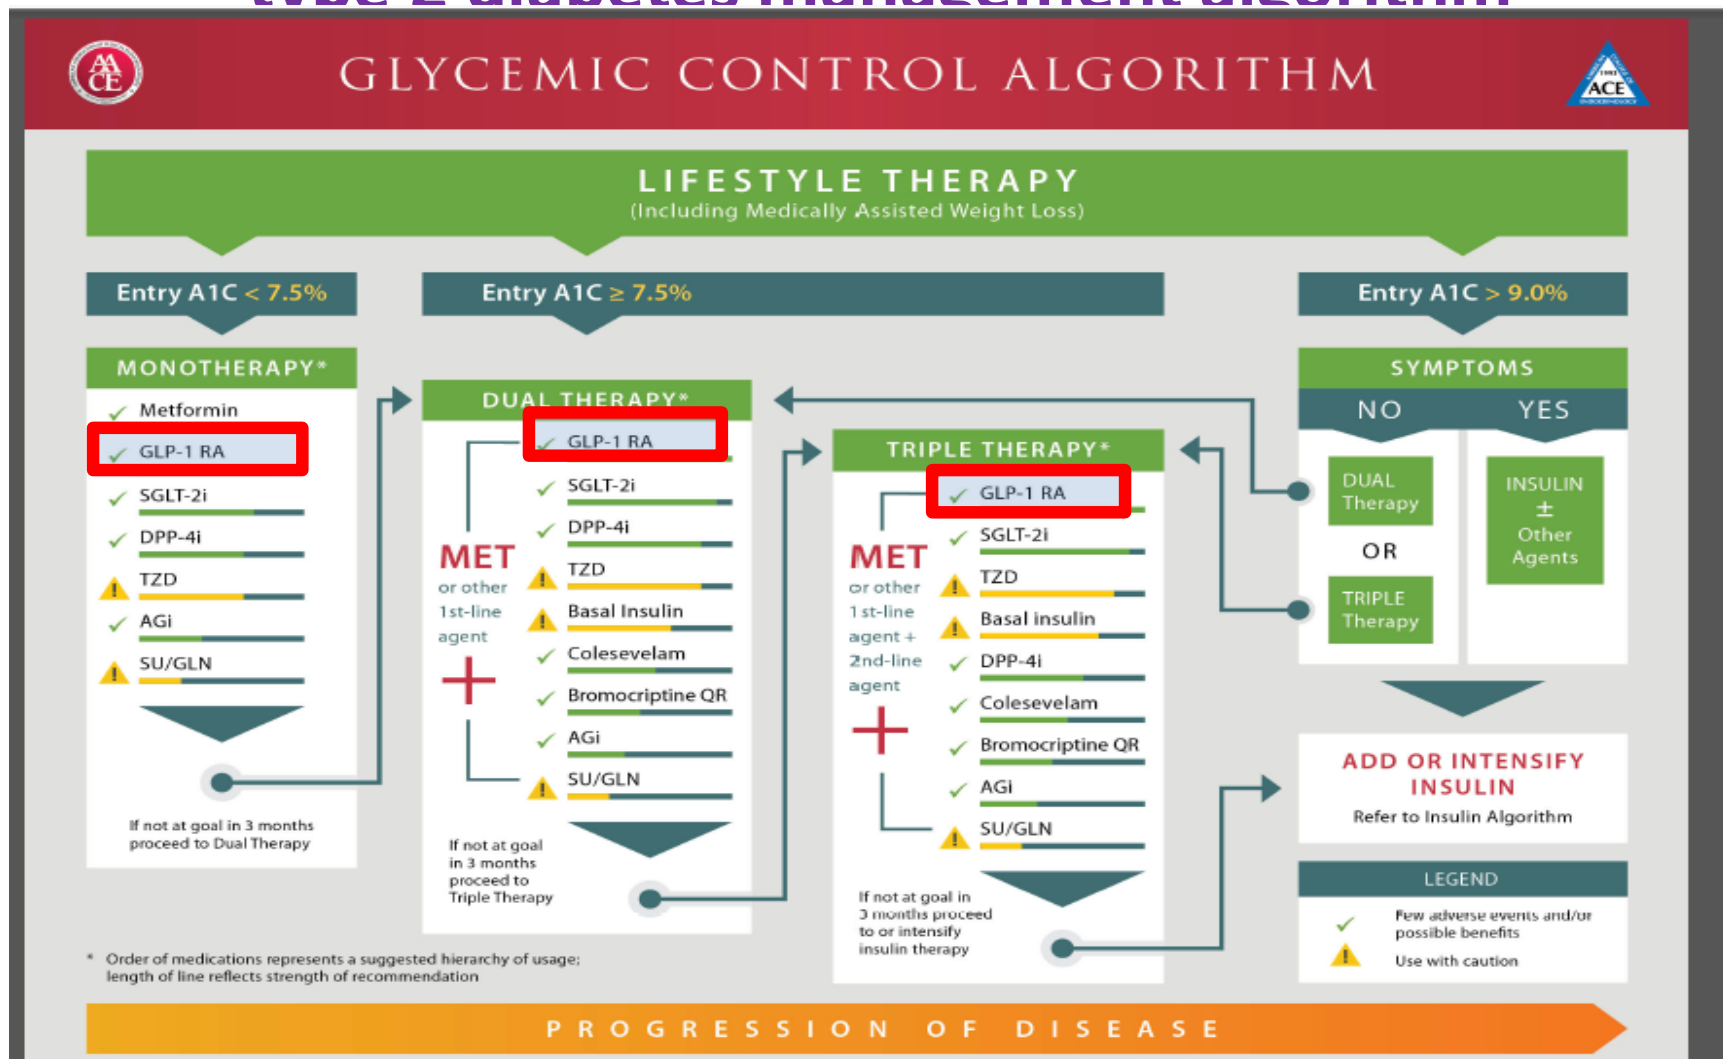 type 2 diabetes management algorithm
AACE
GLYCEMIC CONTROL ALGORITHM
ACE
LIFESTYLE THERAPY
(Including Medically Assisted Weight Loss)
Entry A1C < 7.5%
Entry A1C ≥ 7.5%
Entry A1C > 9.0%
MONOTHERAPY*
Metformin
GLP-1 RA
SGLT-2i
DPP-4i
TZD
AGi
SU/GLN
If not at goal in 3 months
proceed to Dual Therapy
DUAL THERAPY*
GLP-1 RA
SGLT-2i
DPP-4i
TZD
Basal Insulin
Colesevelam
Bromocriptine QR
AGi
SU/GLN
MET
or other
1st-line
agent
+
If not at goal
in 3 months
proceed to
Triple Therapy
TRIPLE THERAPY*
GLP-1 RA
SGLT-2i
TZD
Basal insulin
DPP-4i
Colesevelam
Bromocriptine QR
AGi
SU/GLN
MET
or other
1st-line
agent +
2nd-line
agent
+
If not at goal in
3 months proceed
to or intensify
insulin therapy
SYMPTOMS
NO
YES
DUAL
Therapy
OR
TRIPLE
Therapy
INSULIN
±
Other
Agents
ADD OR INTENSIFY
INSULIN
Refer to Insulin Algorithm
LEGEND
Few adverse events and/or
possible benefits
Use with caution
* Order of medications represents a suggested hierarchy of usage;
length of line reflects strength of recommendation
PROGRESSION OF DISEASE